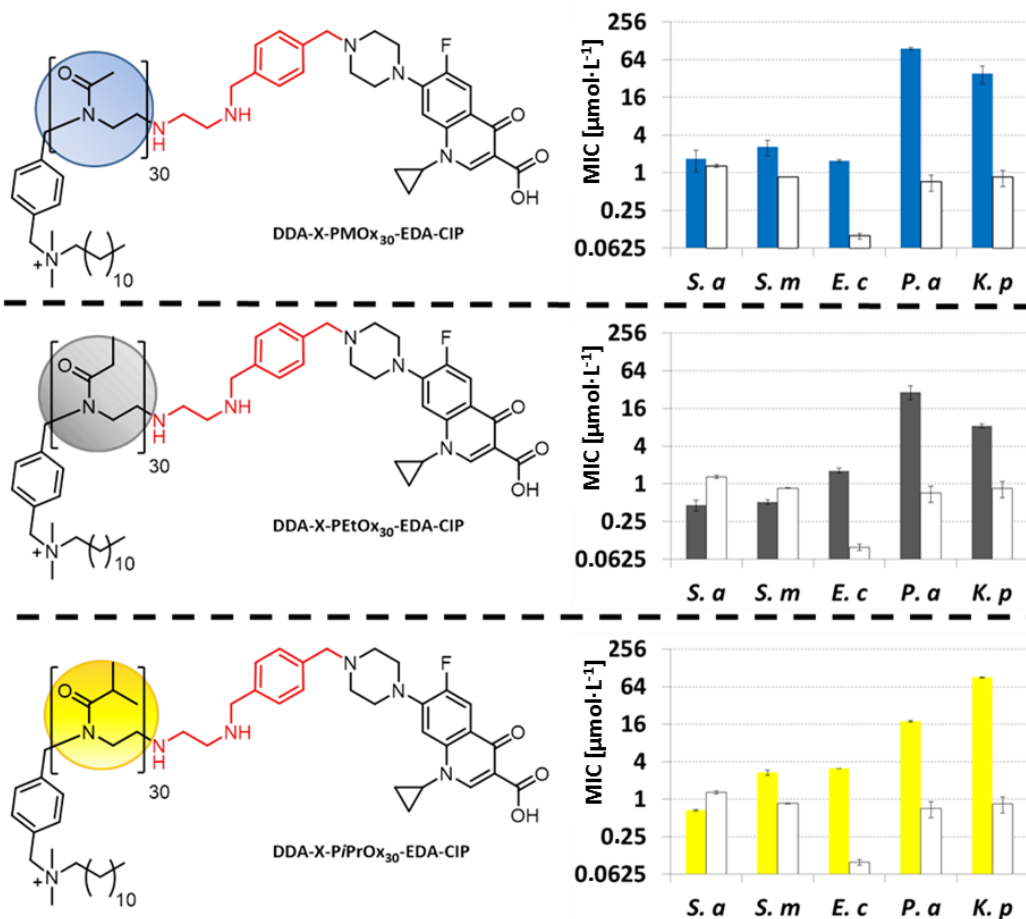 O
N
30
N
H
H
N
N
N
F
O
N
O
OH
N
+
10
DDA-X-PMOx30-EDA-CIP
MIC [µmol·L-1]
256
64
16
4
1
0.25
0.0625
S. a S. m E. c P. a K. p
O
N
30
N
H
H
N
N
N
F
O
N
O
OH
N
+
10
DDA-X-PEtOx30-EDA-CIP
MIC [µmol·L-1]
256
64
16
4
1
0.25
0.0625
S. a S. m E. c P. a K. p
O
N
30
N
H
H
N
N
N
F
O
N
O
OH
N
+
10
DDA-X-PiPrOx30-EDA-CIP
MIC [µmol·L-1]
256
64
16
4
1
0.25
0.0625
S. a S. m E. c P. a K. p